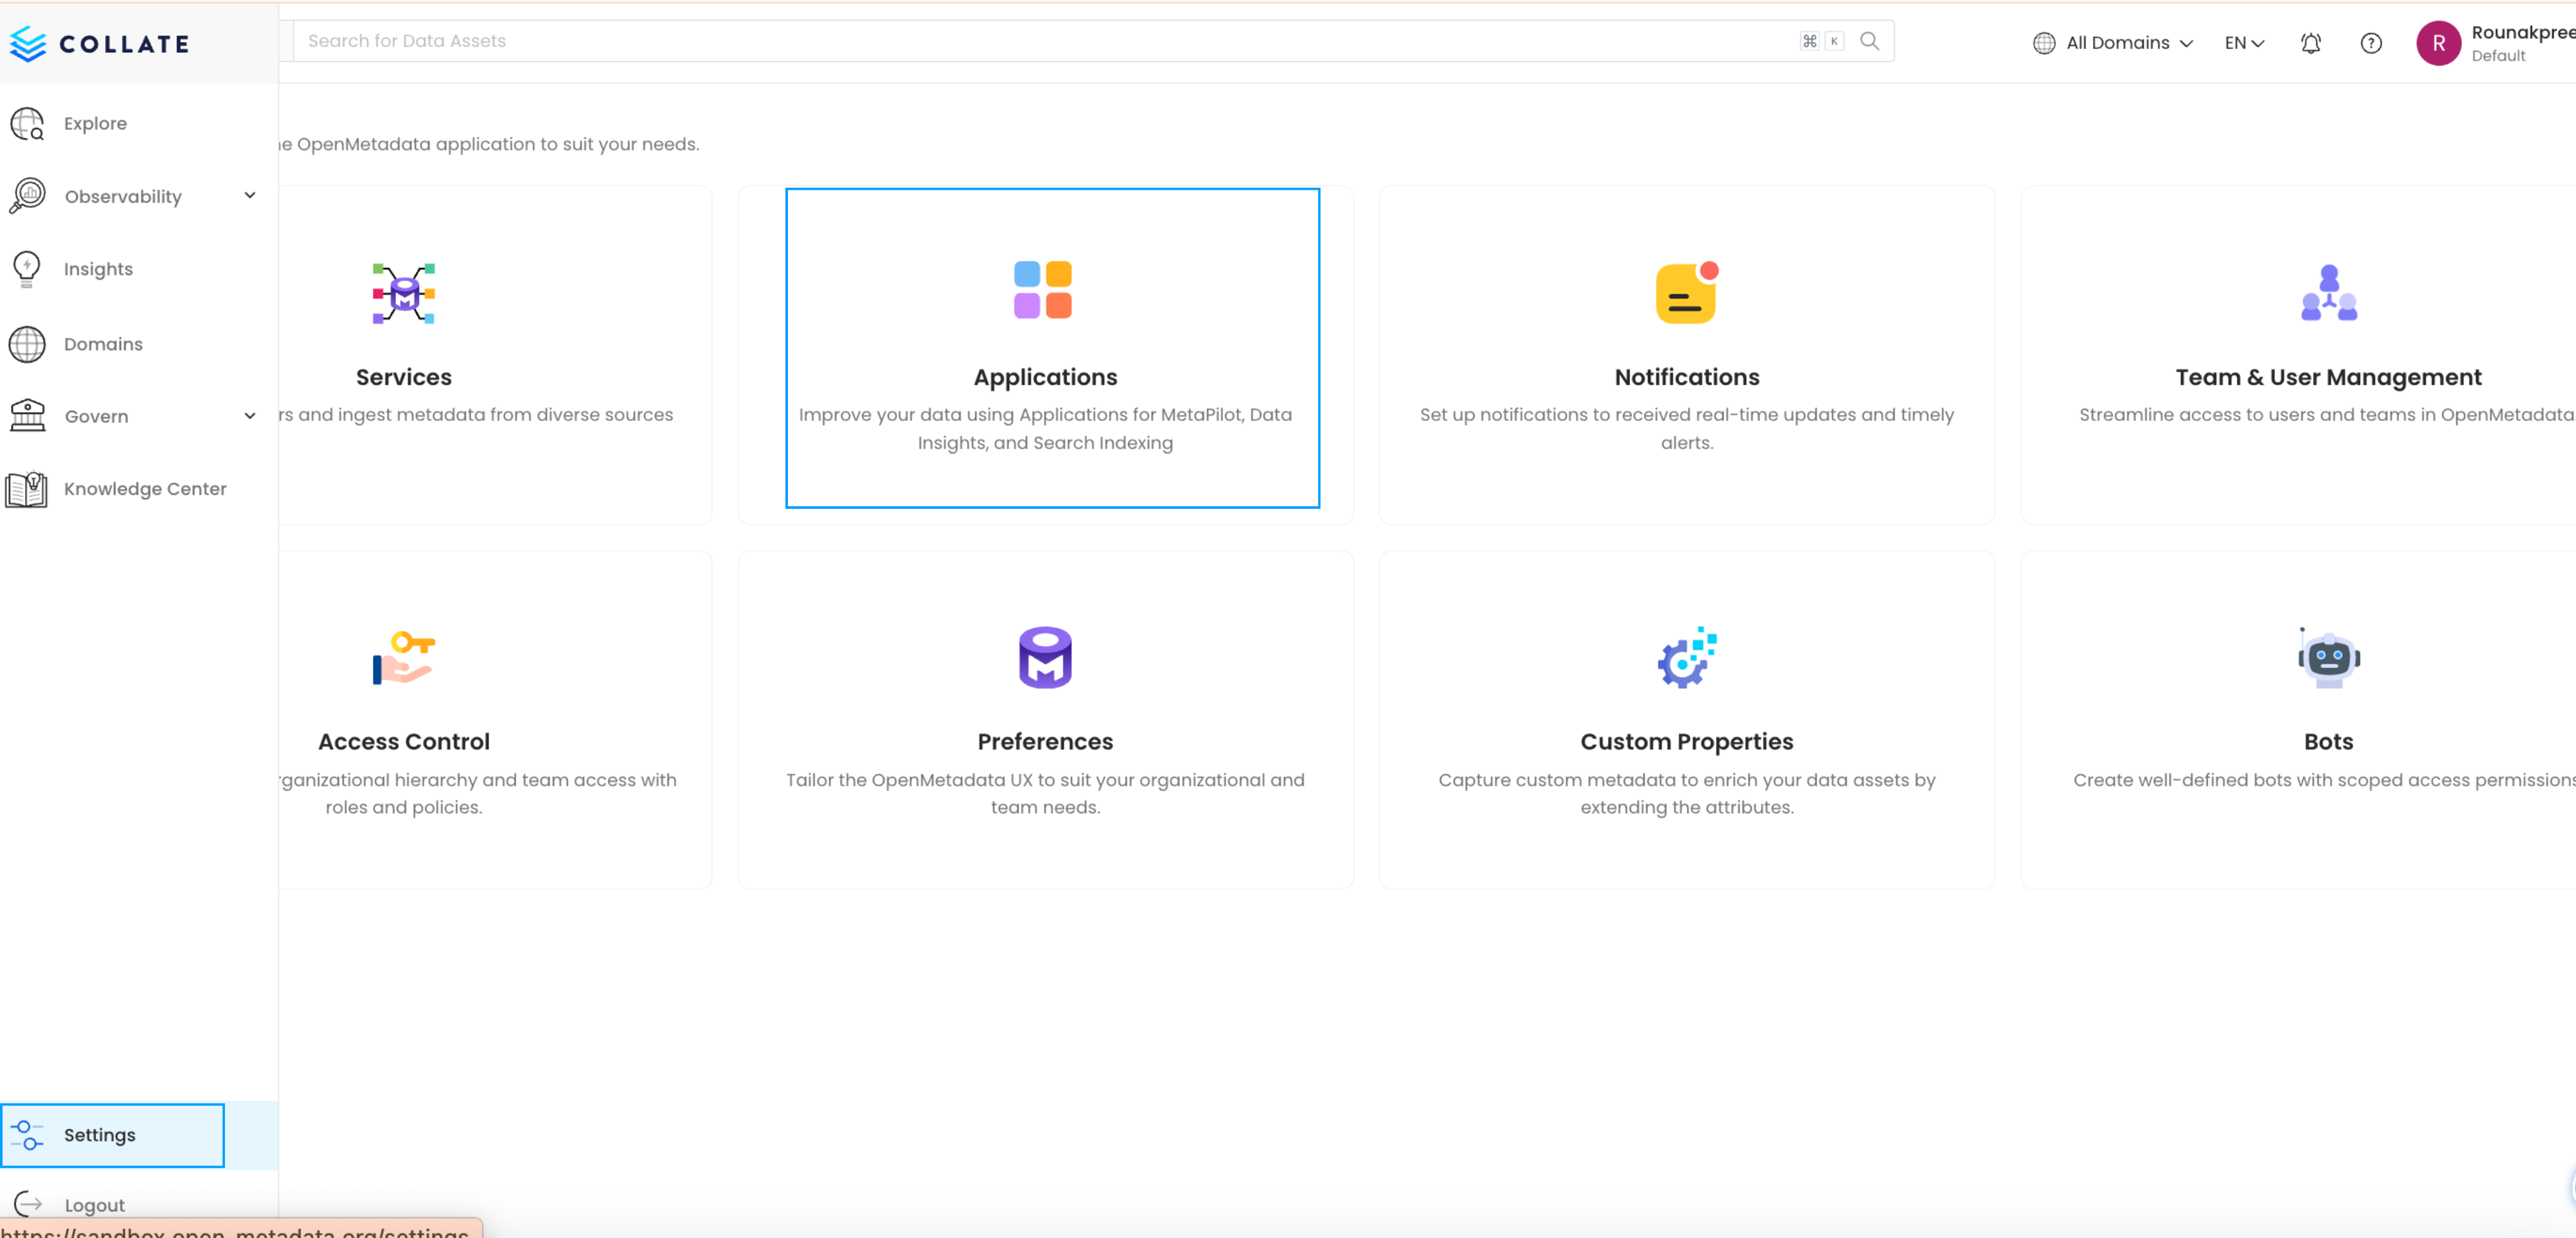 COLLATE
Search for Data Assets
⌘ K
All Domains
EN
R
Rounakpree
Default
Explore
Observability
Insights
Domains
Govern
Knowledge Center
Settings
Logout
https://sandbox.open-metadata.org/settings
e OpenMetadata application to suit your needs.
Services
rs and ingest metadata from diverse sources
Applications
Improve your data using Applications for MetaPilot, Data
Insights, and Search Indexing
Notifications
Set up notifications to received real-time updates and timely
alerts.
Team & User Management
Streamline access to users and teams in OpenMetadata
Access Control
rganizational hierarchy and team access with
roles and policies.
Preferences
Tailor the OpenMetadata UX to suit your organizational and
team needs.
Custom Properties
Capture custom metadata to enrich your data assets by
extending the attributes.
Bots
Create well-defined bots with scoped access permissions